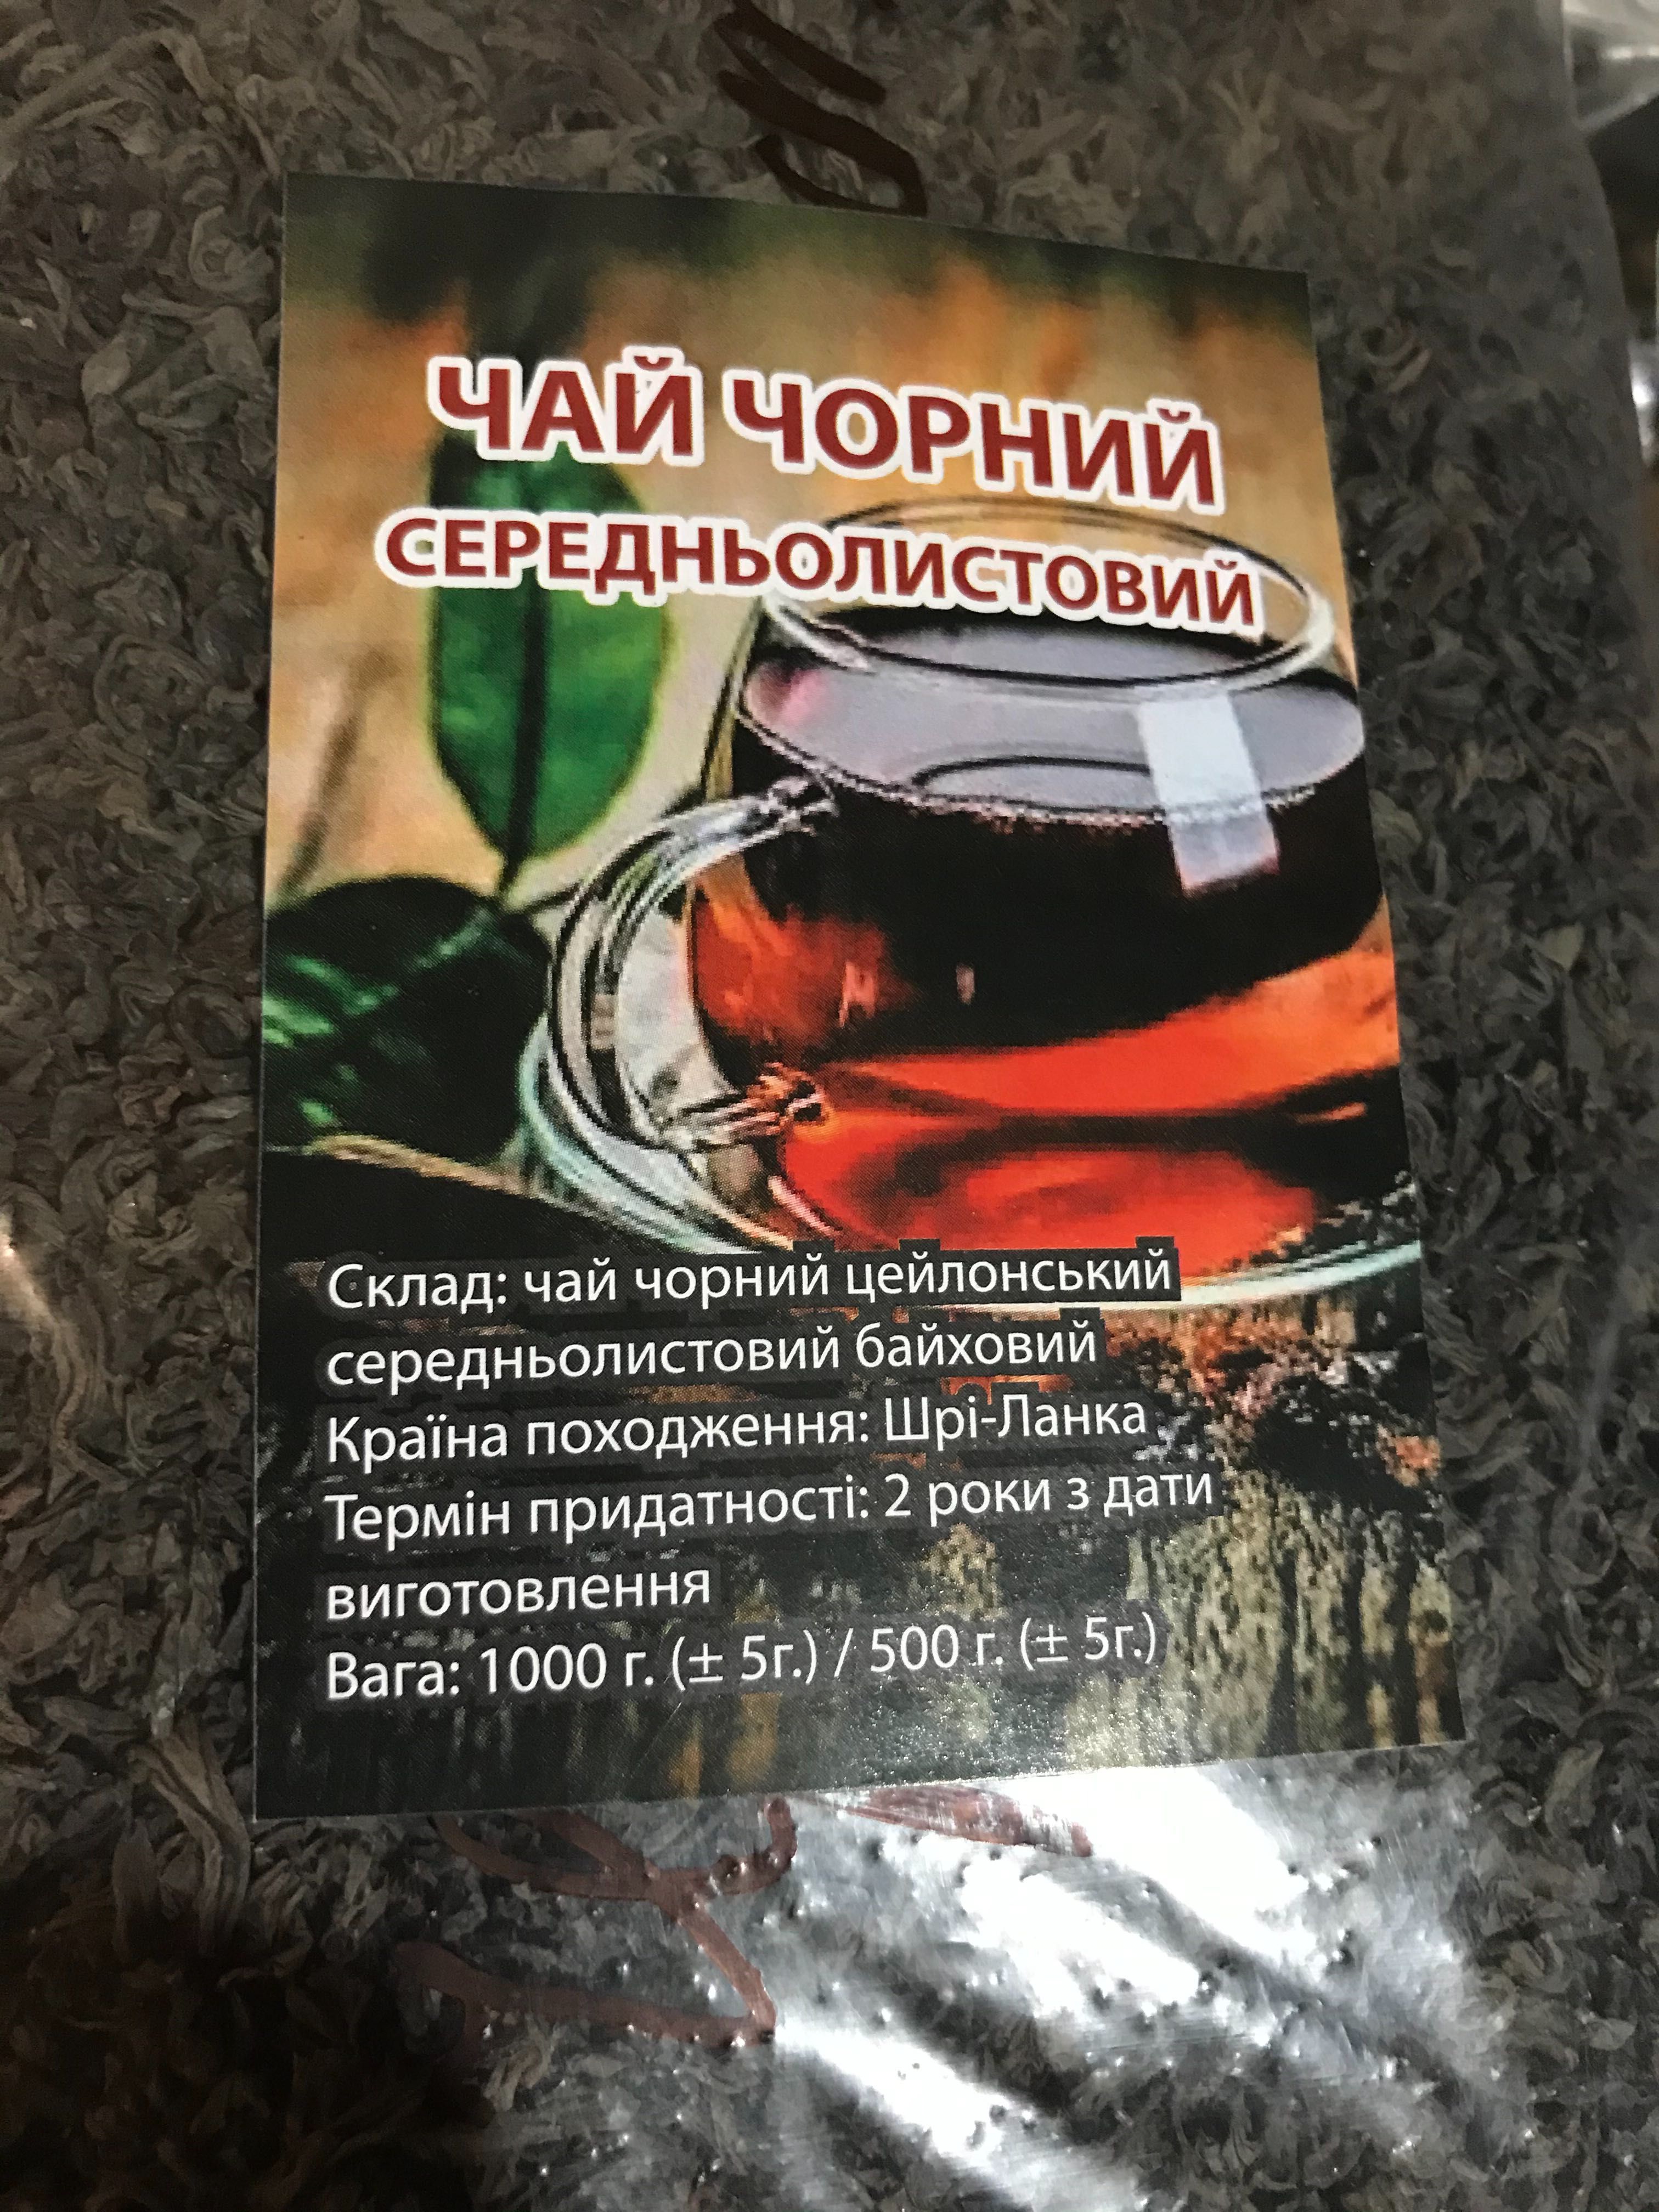 ЧАЙ ЧОРНИЙ
СЕРЕДНЬОЛИСТОВИЙ
Склад: чай чорний цейлонський
середньолистовий байховий
Країна походження: Шрі-Ланка
Термін придатності: 2 роки з дати
виготовлення
Вага: 1000 г. (± 5г.) / 500 г. (± 5г.)